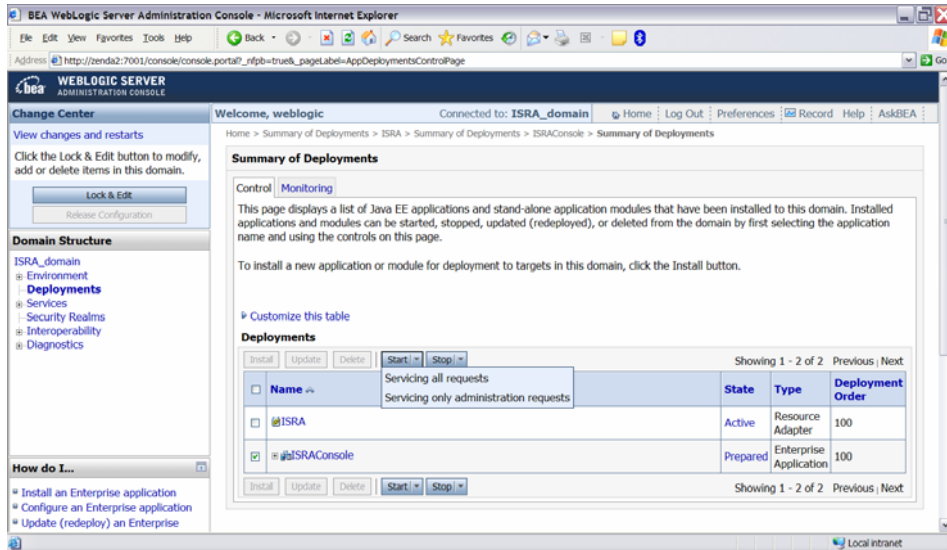 BEA WebLogic Server Administration Console - Microsoft Internet Explorer
File Edit View Favorites Tools Help
Back Search Favorites
Address http://zenda2:7001/console/console.portal?_nfpb=true&_pageLabel=AppDeploymentsControlPage Go
bea WEBLOGIC SERVER
ADMINISTRATION CONSOLE
Change Center
View changes and restarts
Click the Lock & Edit button to modify,
add or delete items in this domain.
Lock & Edit
Release Configuration
Domain Structure
ISRA_domain
Environment
Deployments
Services
Security Realms
Interoperability
Diagnostics
How do I...
Install an Enterprise application
Configure an Enterprise application
Update (redeploy) an Enterprise
Welcome, weblogic Connected to: ISRA_domain Home Log Out Preferences Record Help AskBEA
Home > Summary of Deployments > ISRA > Summary of Deployments > ISRAConsole > Summary of Deployments
Summary of Deployments
Control Monitoring
This page displays a list of Java EE applications and stand-alone application modules that have been installed to this domain. Installed
applications and modules can be started, stopped, updated (redeployed), or deleted from the domain by first selecting the application
name and using the controls on this page.
To install a new application or module for deployment to targets in this domain, click the Install button.
Customize this table
Deployments
Install Update Delete Start Stop Showing 1 - 2 of 2 Previous | Next
Servicing all requests
Servicing only administration requests
Name State Type Deployment Order
ISRA Active Resource Adapter 100
ISRAConsole Prepared Enterprise Application 100
Install Update Delete Start Stop Showing 1 - 2 of 2 Previous | Next
Local intranet